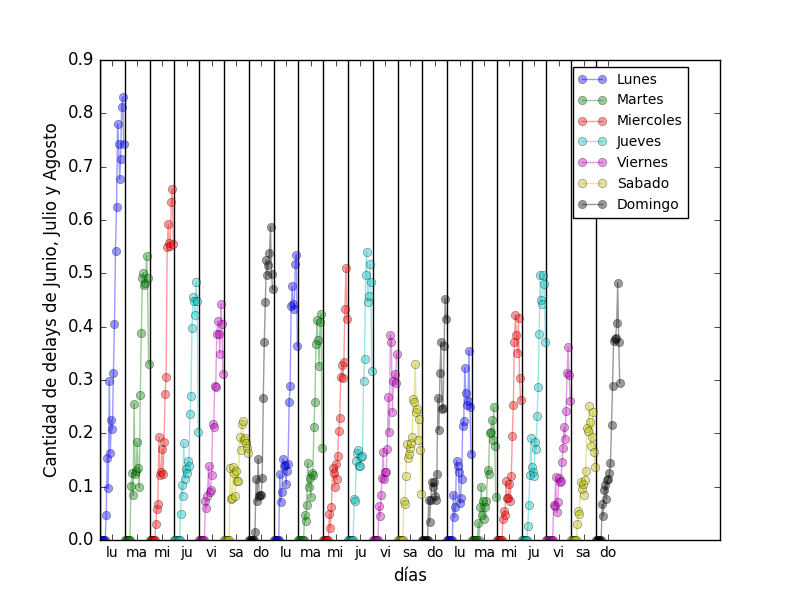 Cantidad de delays de Junio, Julio y Agosto
0.9
0.8
0.7
0.6
0.5
0.4
0.3
0.2
0.1
0.0
Lunes
Martes
Miercoles
Jueves
Viernes
Sabado
Domingo
lu ma mi ju vi sa do lu ma mi ju vi sa do lu ma mi ju vi sa do
días